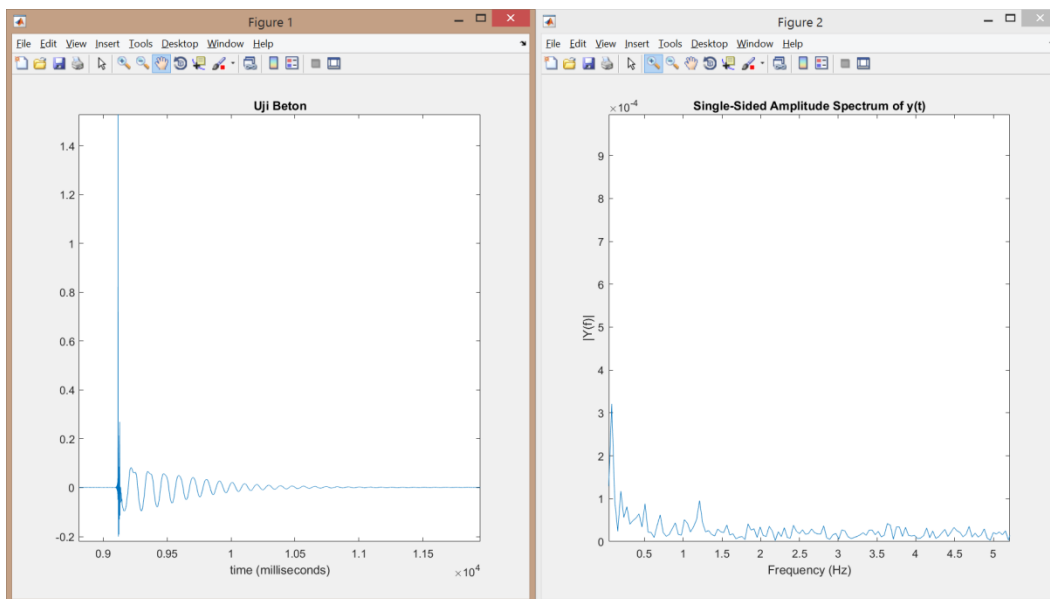 Figure 1
File Edit View Insert Tools Desktop Window Help
Uji Beton
1.4
1.2
1
0.8
0.6
0.4
0.2
0
-0.2
0.9 0.95 1 1.05 1.1 1.15
×10⁴
time (milliseconds)
Figure 2
File Edit View Insert Tools Desktop Window Help
×10⁻⁴
Single-Sided Amplitude Spectrum of y(t)
9
8
7
6
5
4
3
2
1
0
|Y(f)|
0.5 1 1.5 2 2.5 3 3.5 4 4.5 5
Frequency (Hz)